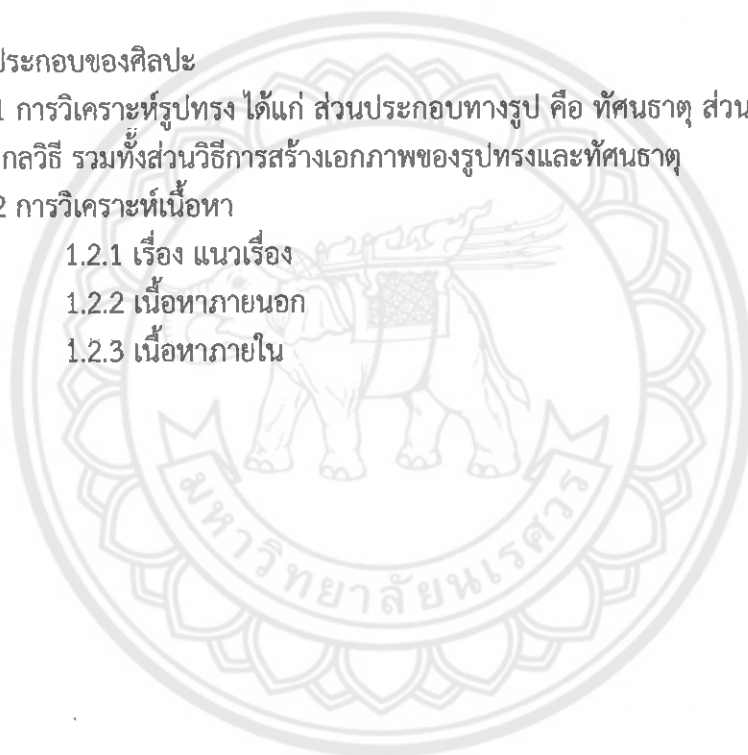 ประกอบของศิลปะ
1 การวิเคราะห์รูปทรง ได้แก่ ส่วนประกอบทางรูป คือ ทัศนธาตุ ส่วน
กลวิธี รวมทั้งส่วนวิธีการสร้างเอกภาพของรูปทรงและทัศนธาตุ
2 การวิเคราะห์เนื้อหา
1.2.1 เรื่อง แนวเรื่อง
1.2.2 เนื้อหาภายนอก
1.2.3 เนื้อหาภายใน
มหาวิทยาลัยนเรศวร